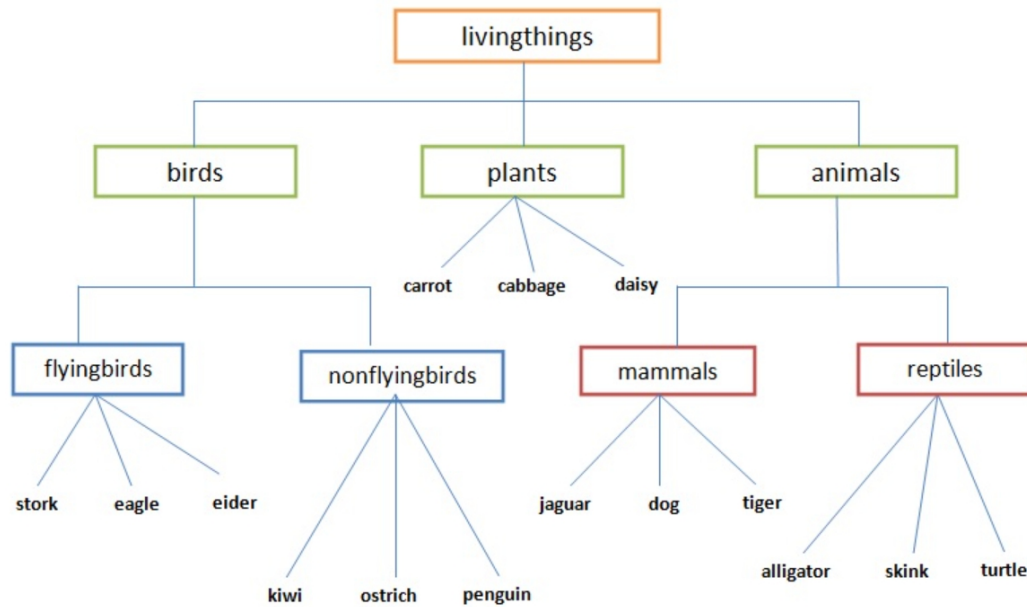 livingthings
birds
plants
animals
carrot
cabbage
daisy
flyingbirds
nonflyingbirds
mammals
reptiles
stork
eagle
eider
jaguar
dog
tiger
kiwi
ostrich
penguin
alligator
skink
turtle